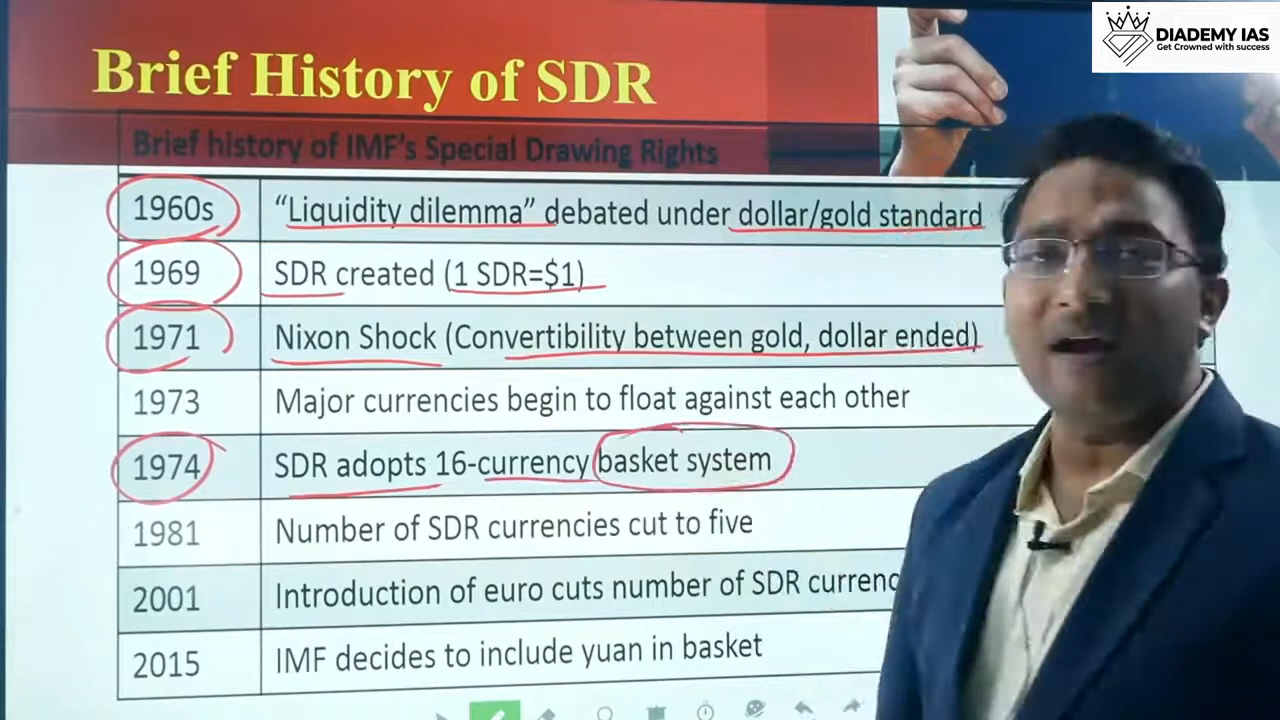 DIADEMY IAS
Get Crowned with success
Brief History of SDR
Brief history of IMF's Special Drawing Rights
1960s "Liquidity dilemma" debated under dollar/gold standard
1969 SDR created (1 SDR=$1)
1971 Nixon Shock (Convertibility between gold, dollar ended)
1973 Major currencies begin to float against each other
1974 SDR adopts 16-currency basket system
1981 Number of SDR currencies cut to five
2001 Introduction of euro cuts number of SDR
2015 IMF decides to include yuan in basket